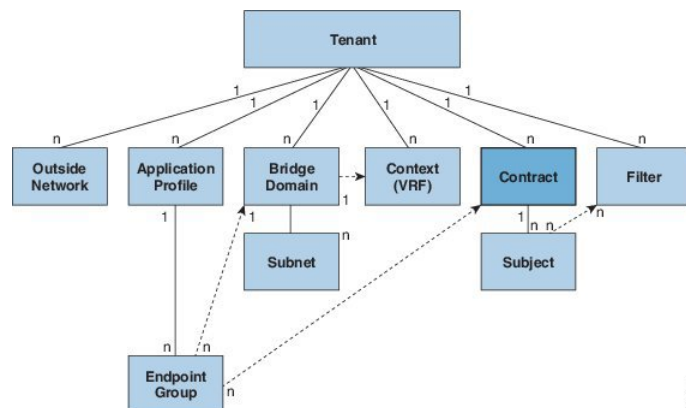 Tenant
1 1 1 1 1 1
n n n n n n
Outside
Network
Application
Profile
Bridge
Domain
Context
(VRF)
Contract
Filter
1 1 1 1 n n n
Subnet
n
Subject
n n
Endpoint
Group
n